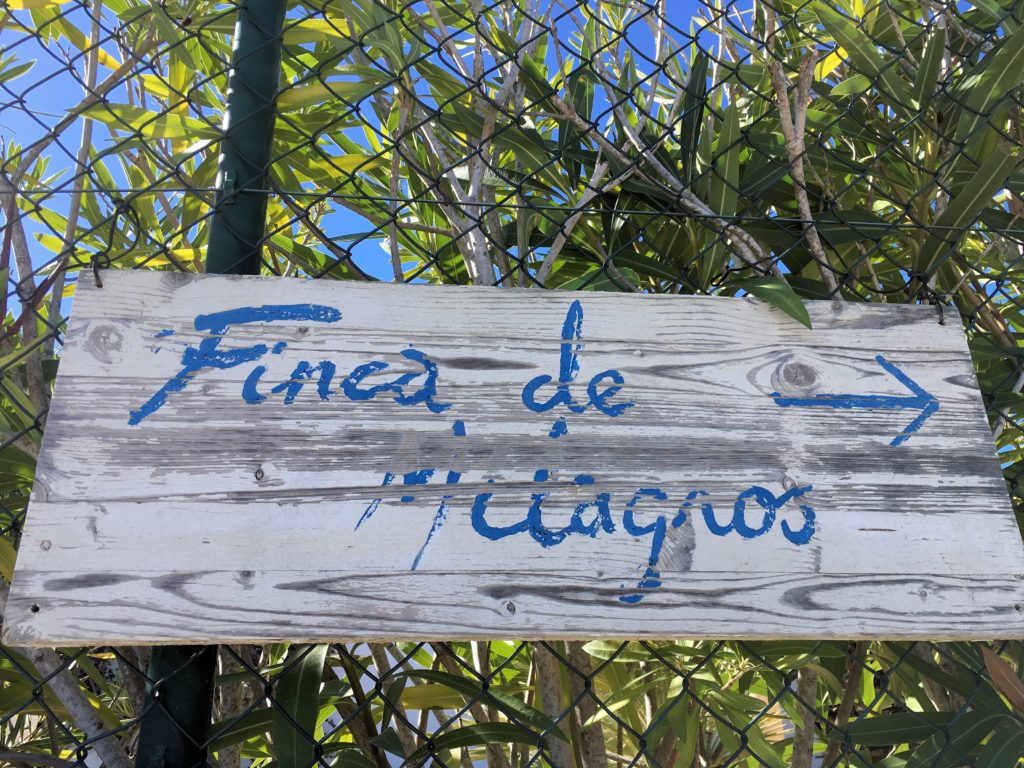 Finca de →
Milagros